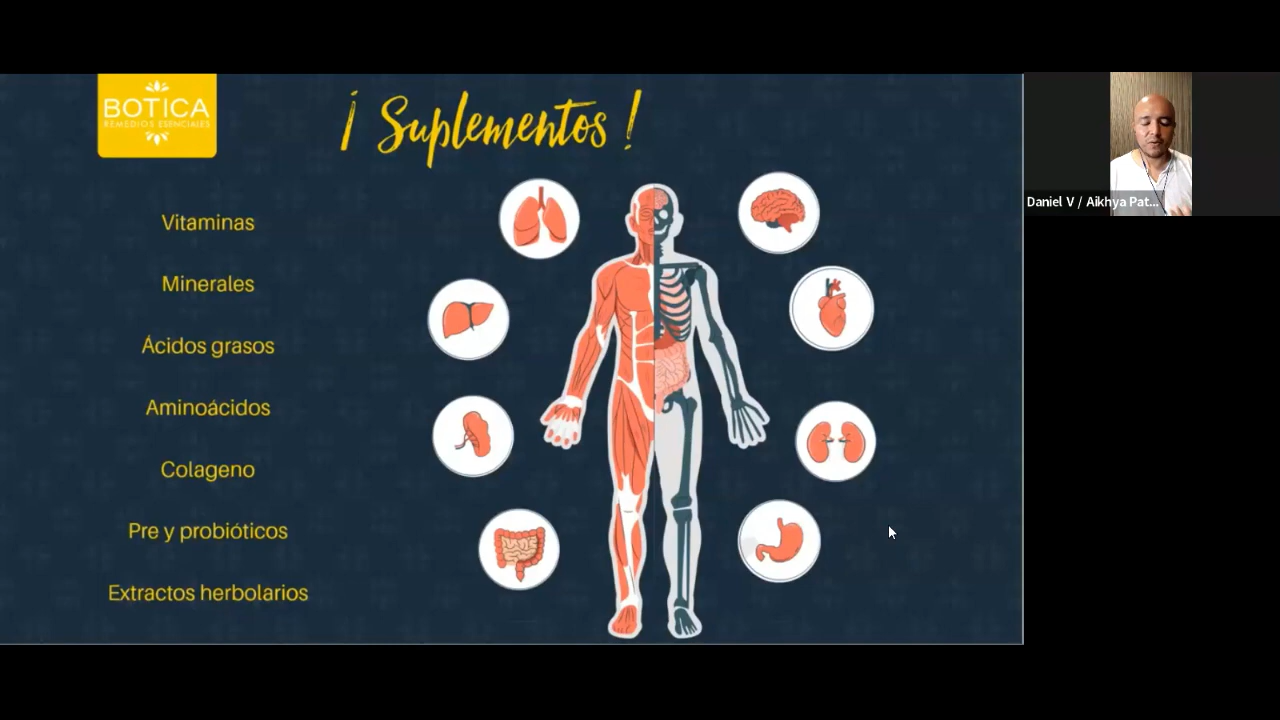 BOTICA
REMEDIOS ESENCIALES
¡ Suplementos !
Vitaminas
Minerales
Ácidos grasos
Aminoácidos
Colageno
Pre y probióticos
Extractos herbolarios
Daniel V / Aikhya Pat...